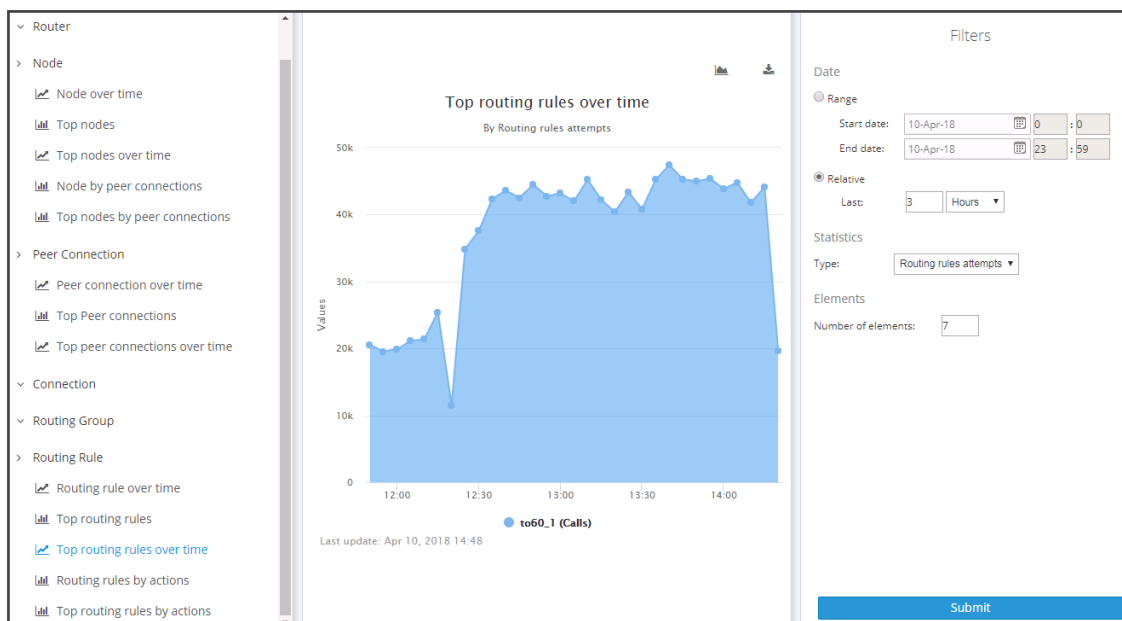 Router
Node
Node over time
Top nodes
Top nodes over time
Node by peer connections
Top nodes by peer connections
Peer Connection
Peer connection over time
Top Peer connections
Top peer connections over time
Connection
Routing Group
Routing Rule
Routing rule over time
Top routing rules
Top routing rules over time
Routing rules by actions
Top routing rules by actions
Top routing rules over time
By Routing rules attempts
Values
50k
40k
30k
20k
10k
0
12:00 12:30 13:00 13:30 14:00
to60_1 (Calls)
Last update: Apr 10, 2018 14:48
Filters
Date
Range
Start date: 10-Apr-18 0 : 0
End date: 10-Apr-18 23 : 59
Relative
Last: 3 Hours
Statistics
Type: Routing rules attempts
Elements
Number of elements: 7
Submit